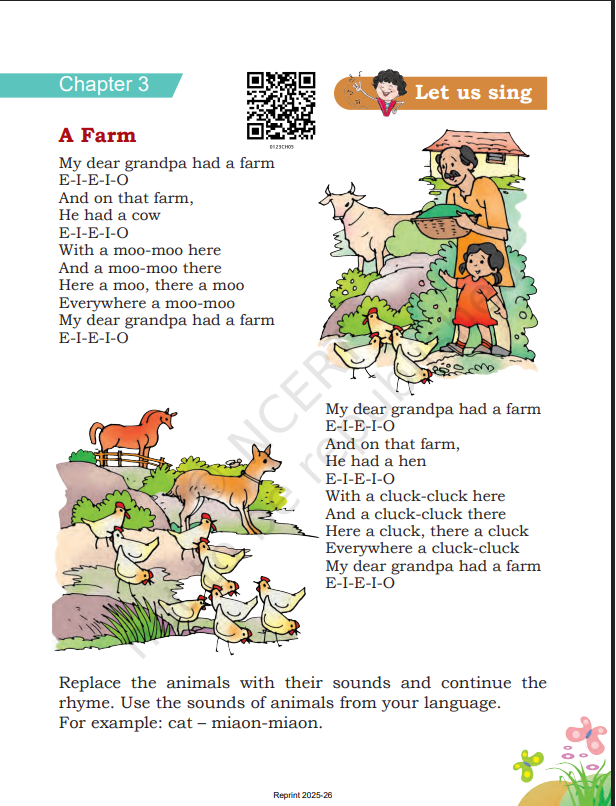 Chapter 3
0123CH05
Let us sing
A Farm
My dear grandpa had a farm
E-I-E-I-O
And on that farm,
He had a cow
E-I-E-I-O
With a moo-moo here
And a moo-moo there
Here a moo, there a moo
Everywhere a moo-moo
My dear grandpa had a farm
E-I-E-I-O
My dear grandpa had a farm
E-I-E-I-O
And on that farm,
He had a hen
E-I-E-I-O
With a cluck-cluck here
And a cluck-cluck there
Here a cluck, there a cluck
Everywhere a cluck-cluck
My dear grandpa had a farm
E-I-E-I-O
Replace the animals with their sounds and continue the
rhyme. Use the sounds of animals from your language.
For example: cat – miaon-miaon.
Reprint 2025-26